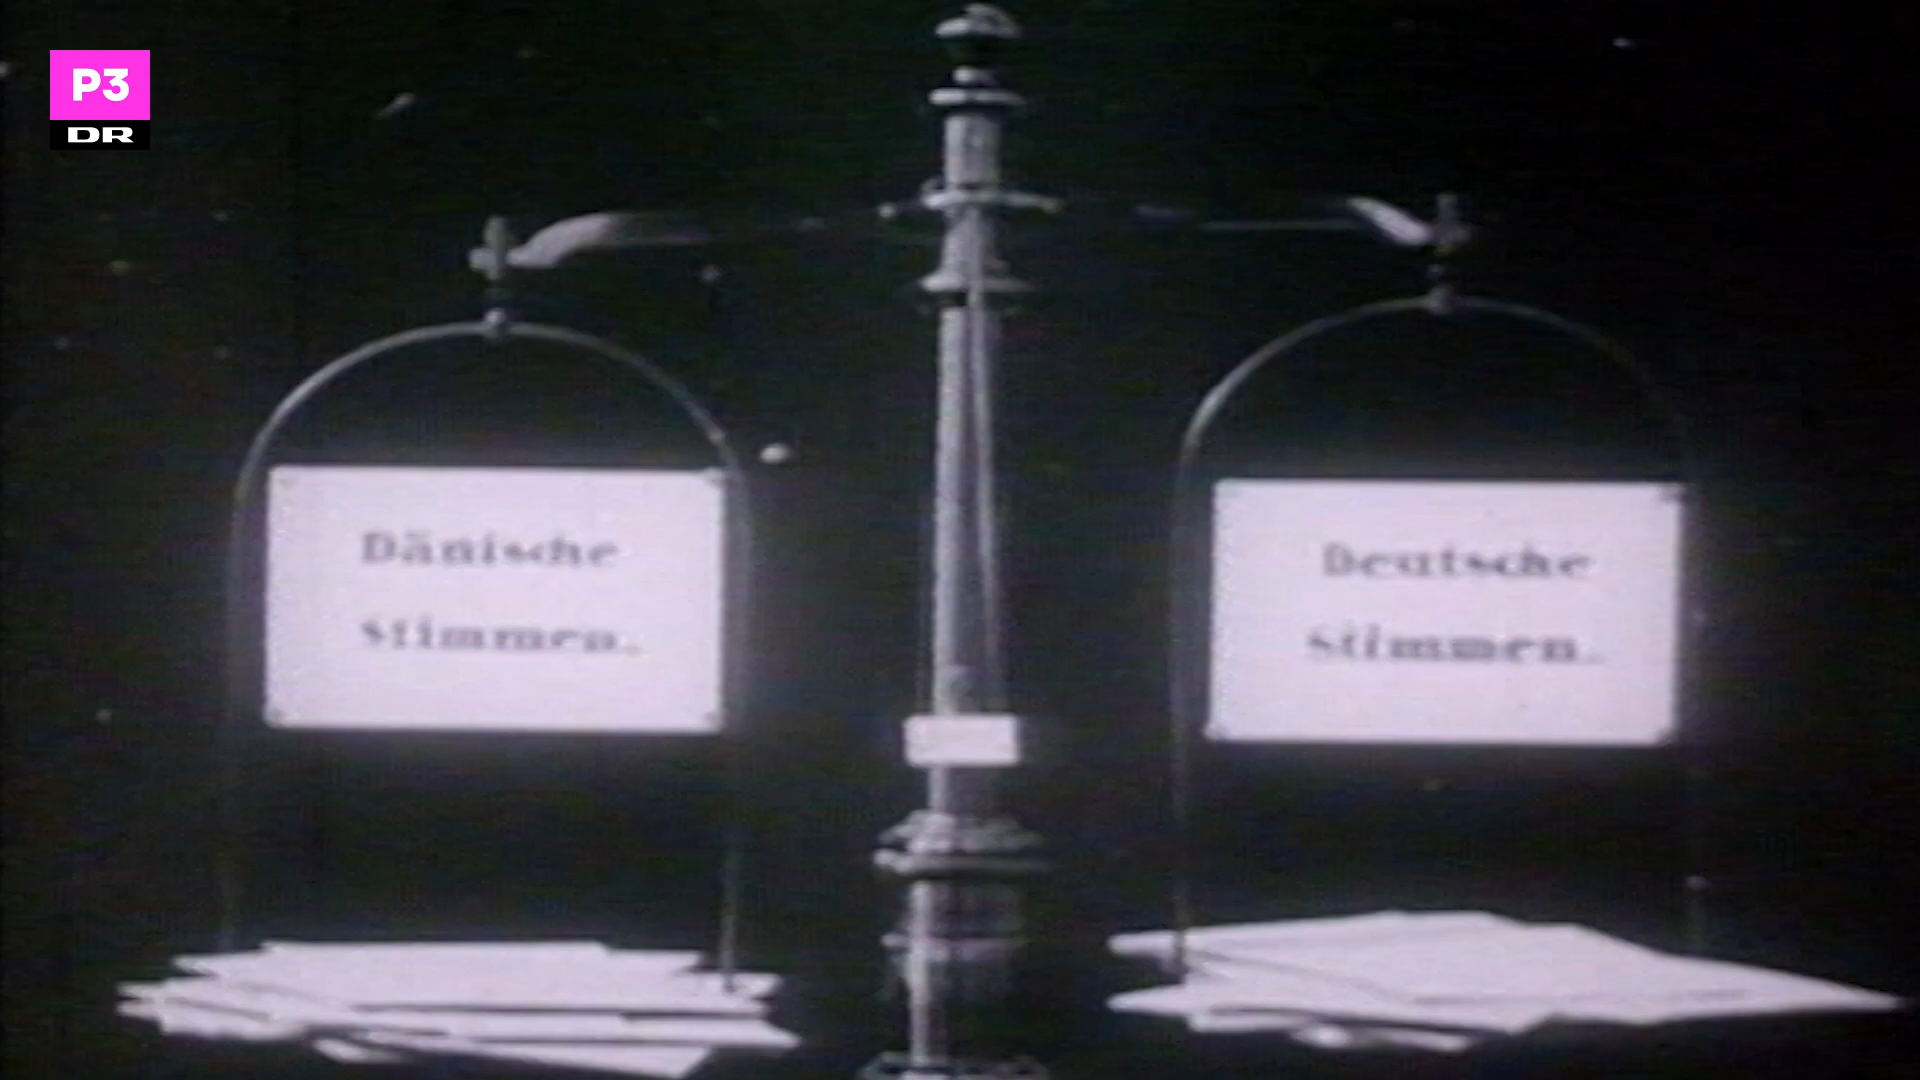 P3
DR
Dänische
Stimmen.
Deutsche
Stimmen.